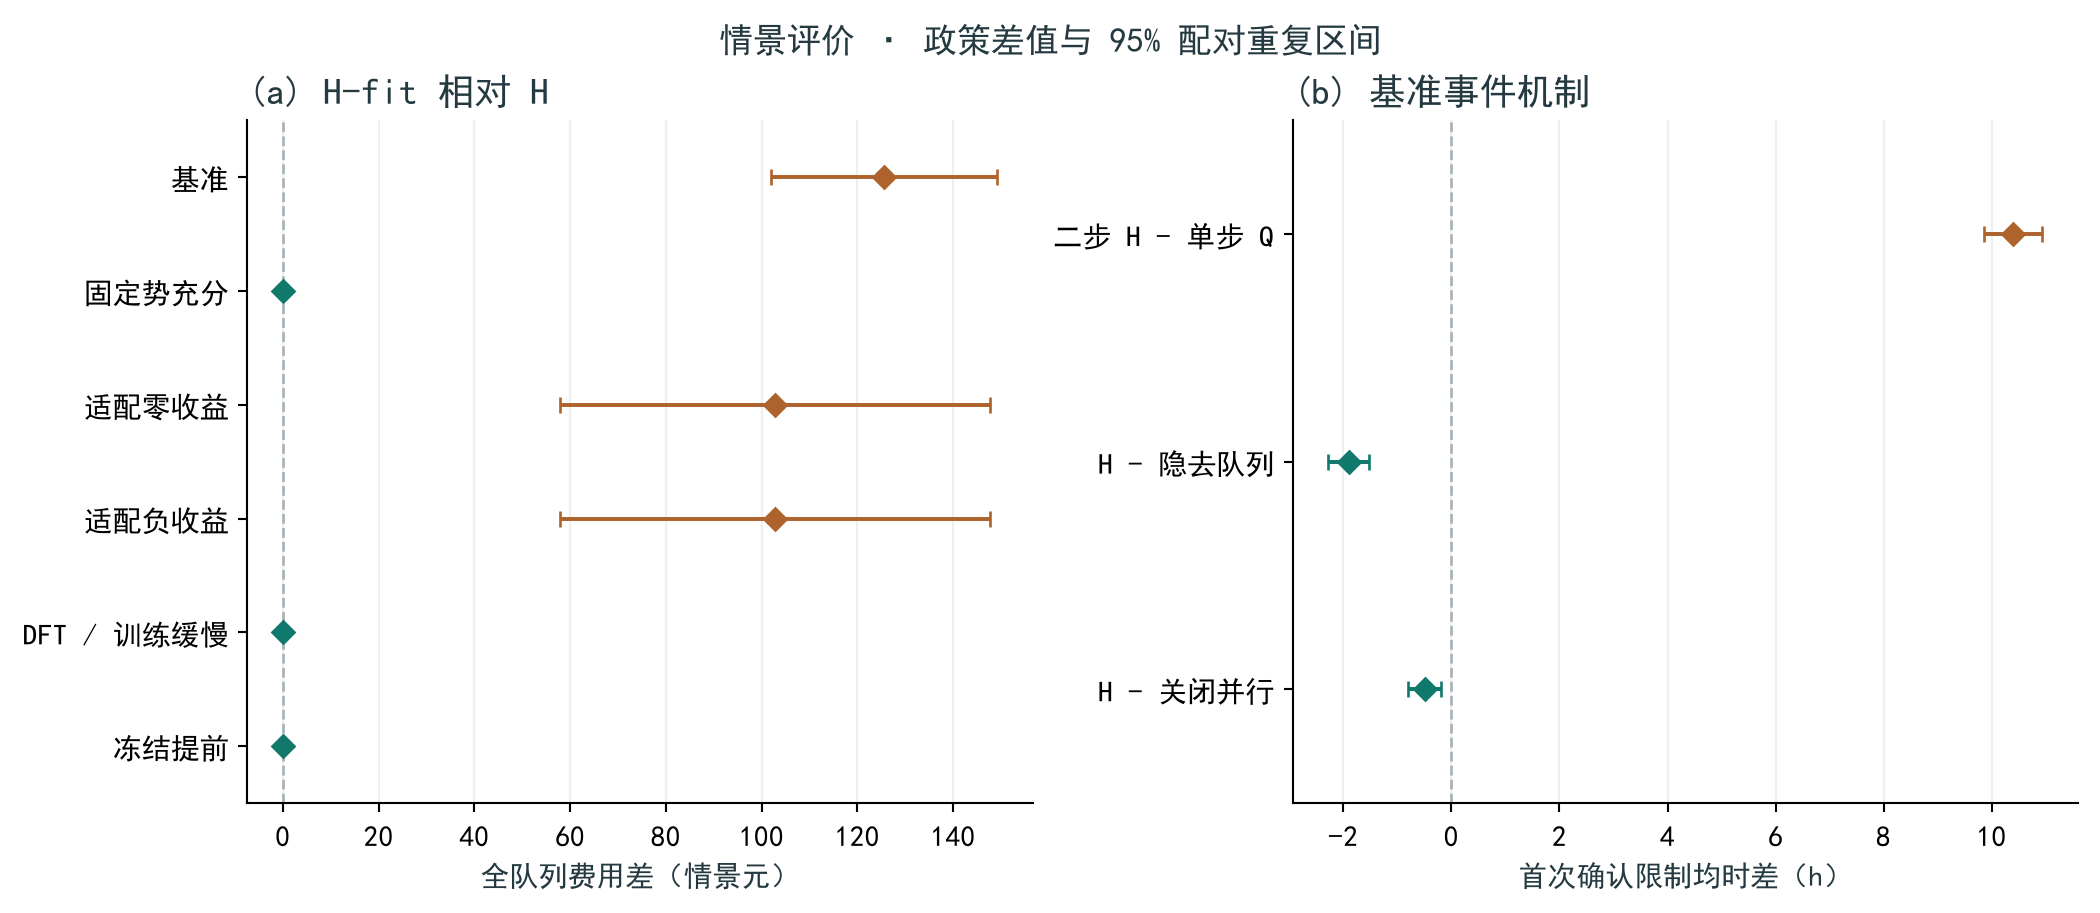 情景评价 · 政策差值与 95% 配对重复区间
(a) H-fit 相对 H
基准
固定势充分
适配零收益
适配负收益
DFT / 训练缓慢
冻结提前
0 20 40 60 80 100 120 140
全队列费用差（情景元）
(b) 基准事件机制
二步 H - 单步 Q
H - 隐去队列
H - 关闭并行
−2 0 2 4 6 8 10
首次确认限制均时差（h）